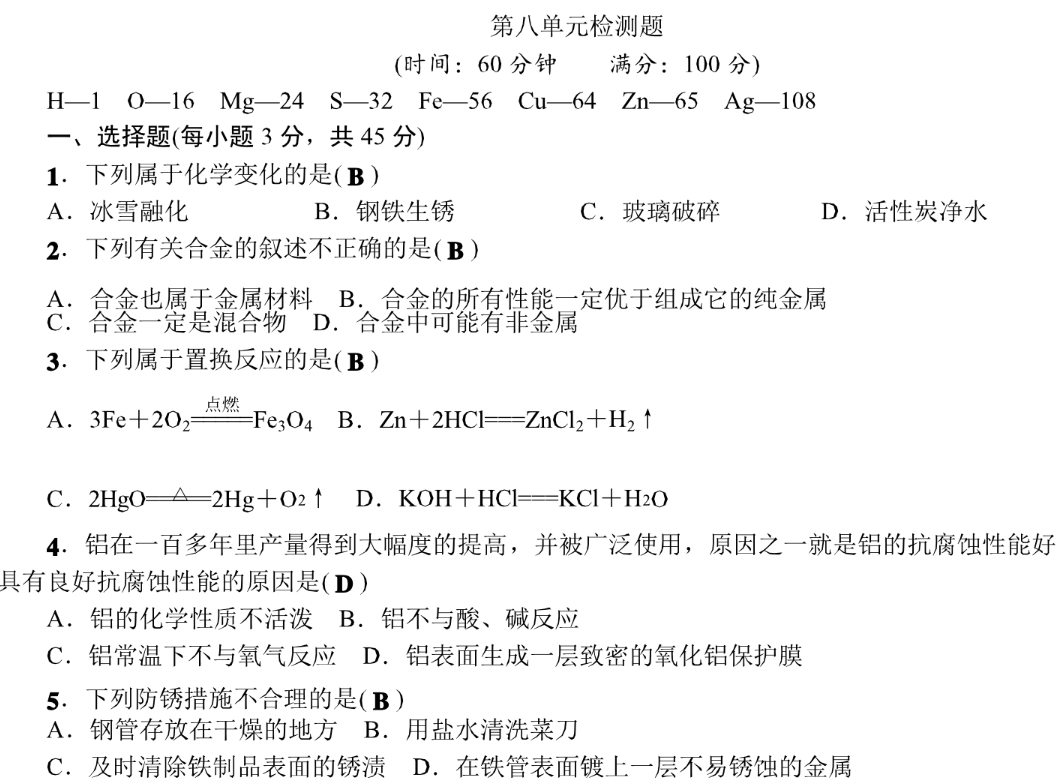 第八单元检测题
(时间：60 分钟　　满分：100 分)
H—1　O—16　Mg—24　S—32　Fe—56　Cu—64　Zn—65　Ag—108
一、选择题(每小题 3 分，共 45 分)
1．下列属于化学变化的是( B )
A．冰雪融化　　B．钢铁生锈　　C．玻璃破碎　　D．活性炭净水
2．下列有关合金的叙述不正确的是( B )
A．合金也属于金属材料　B．合金的所有性能一定优于组成它的纯金属
C．合金一定是混合物　D．合金中可能有非金属
3．下列属于置换反应的是( B )
A．3Fe＋2O₂=点燃=Fe₃O₄　B．Zn＋2HCl===ZnCl₂＋H₂↑
C．2HgO=△=2Hg＋O2↑　D．KOH＋HCl===KCl＋H2O
4．铝在一百多年里产量得到大幅度的提高，并被广泛使用，原因之一就是铝的抗腐蚀性能好
具有良好抗腐蚀性能的原因是( D )
A．铝的化学性质不活泼　B．铝不与酸、碱反应
C．铝常温下不与氧气反应　D．铝表面生成一层致密的氧化铝保护膜
5．下列防锈措施不合理的是( B )
A．钢管存放在干燥的地方　B．用盐水清洗菜刀
C．及时清除铁制品表面的锈渍　D．在铁管表面镀上一层不易锈蚀的金属